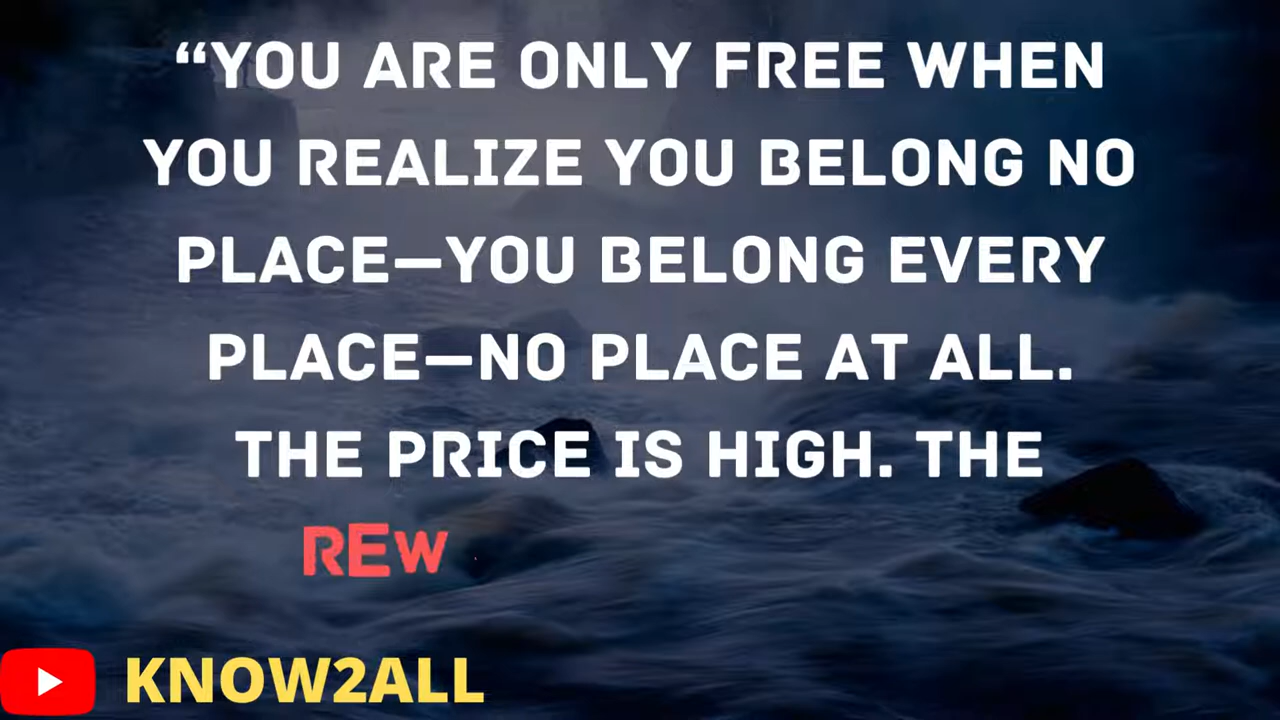 “YOU ARE ONLY FREE WHEN
YOU REALIZE YOU BELONG NO
PLACE—YOU BELONG EVERY
PLACE—NO PLACE AT ALL.
THE PRICE IS HIGH. THE
REW
KNOW2ALL